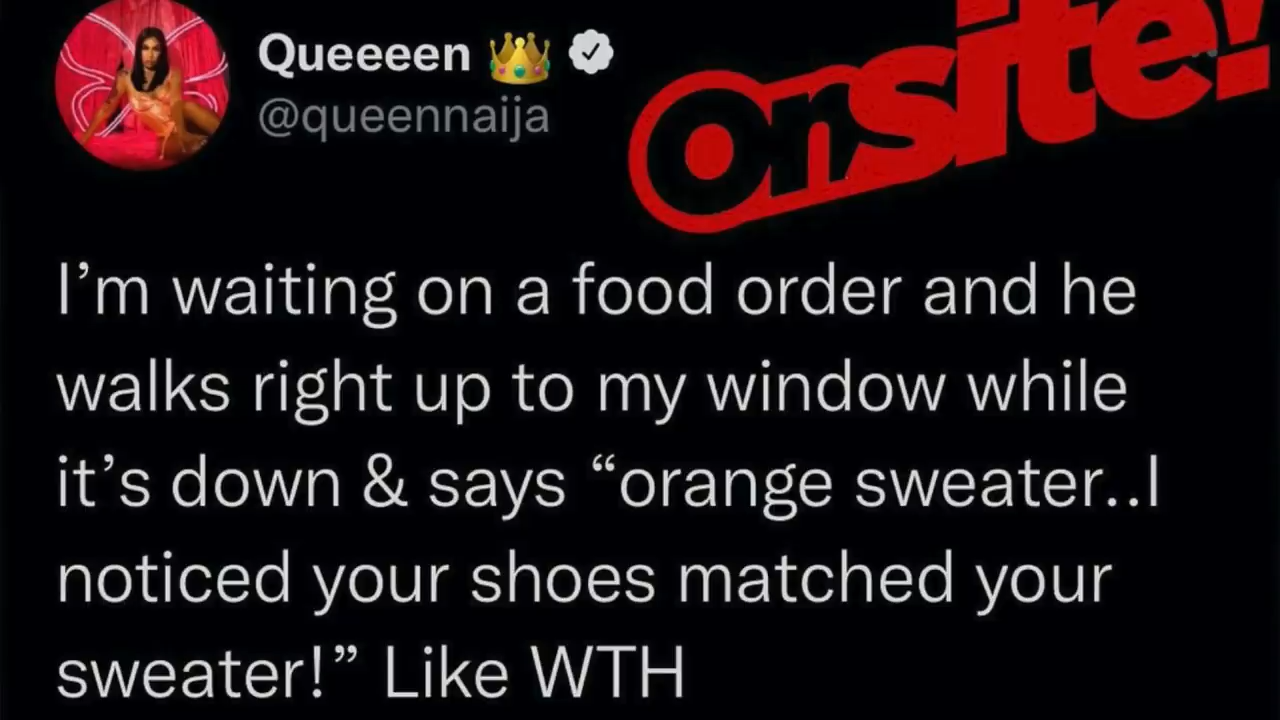 Queeeen 👑
@queennaija
Onsite!
I’m waiting on a food order and he
walks right up to my window while
it’s down & says “orange sweater..I
noticed your shoes matched your
sweater!” Like WTH